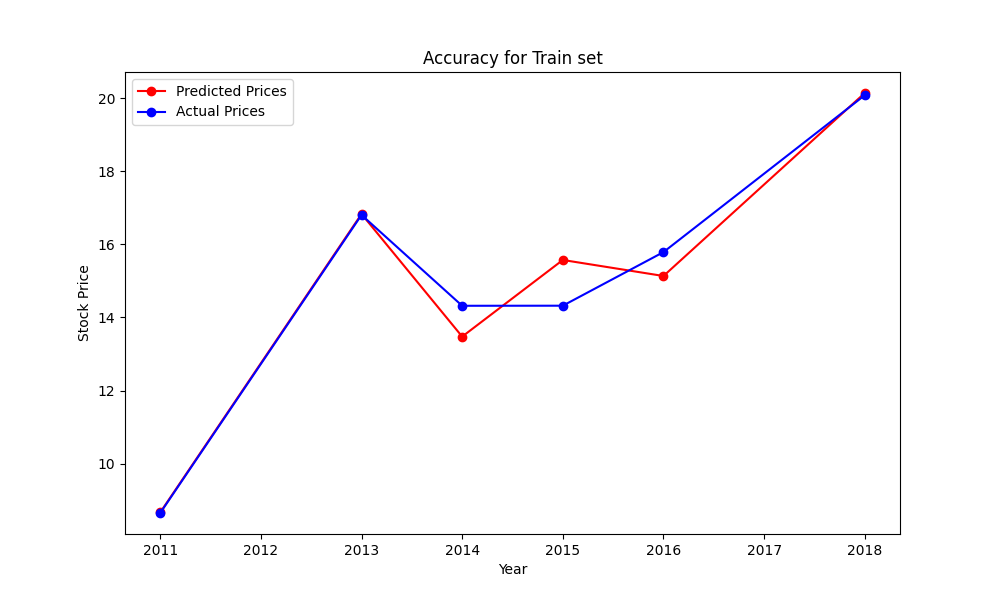 Accuracy for Train set
Predicted Prices
Actual Prices
20
18
16
14
12
10
Stock Price
2011 2012 2013 2014 2015 2016 2017 2018
Year